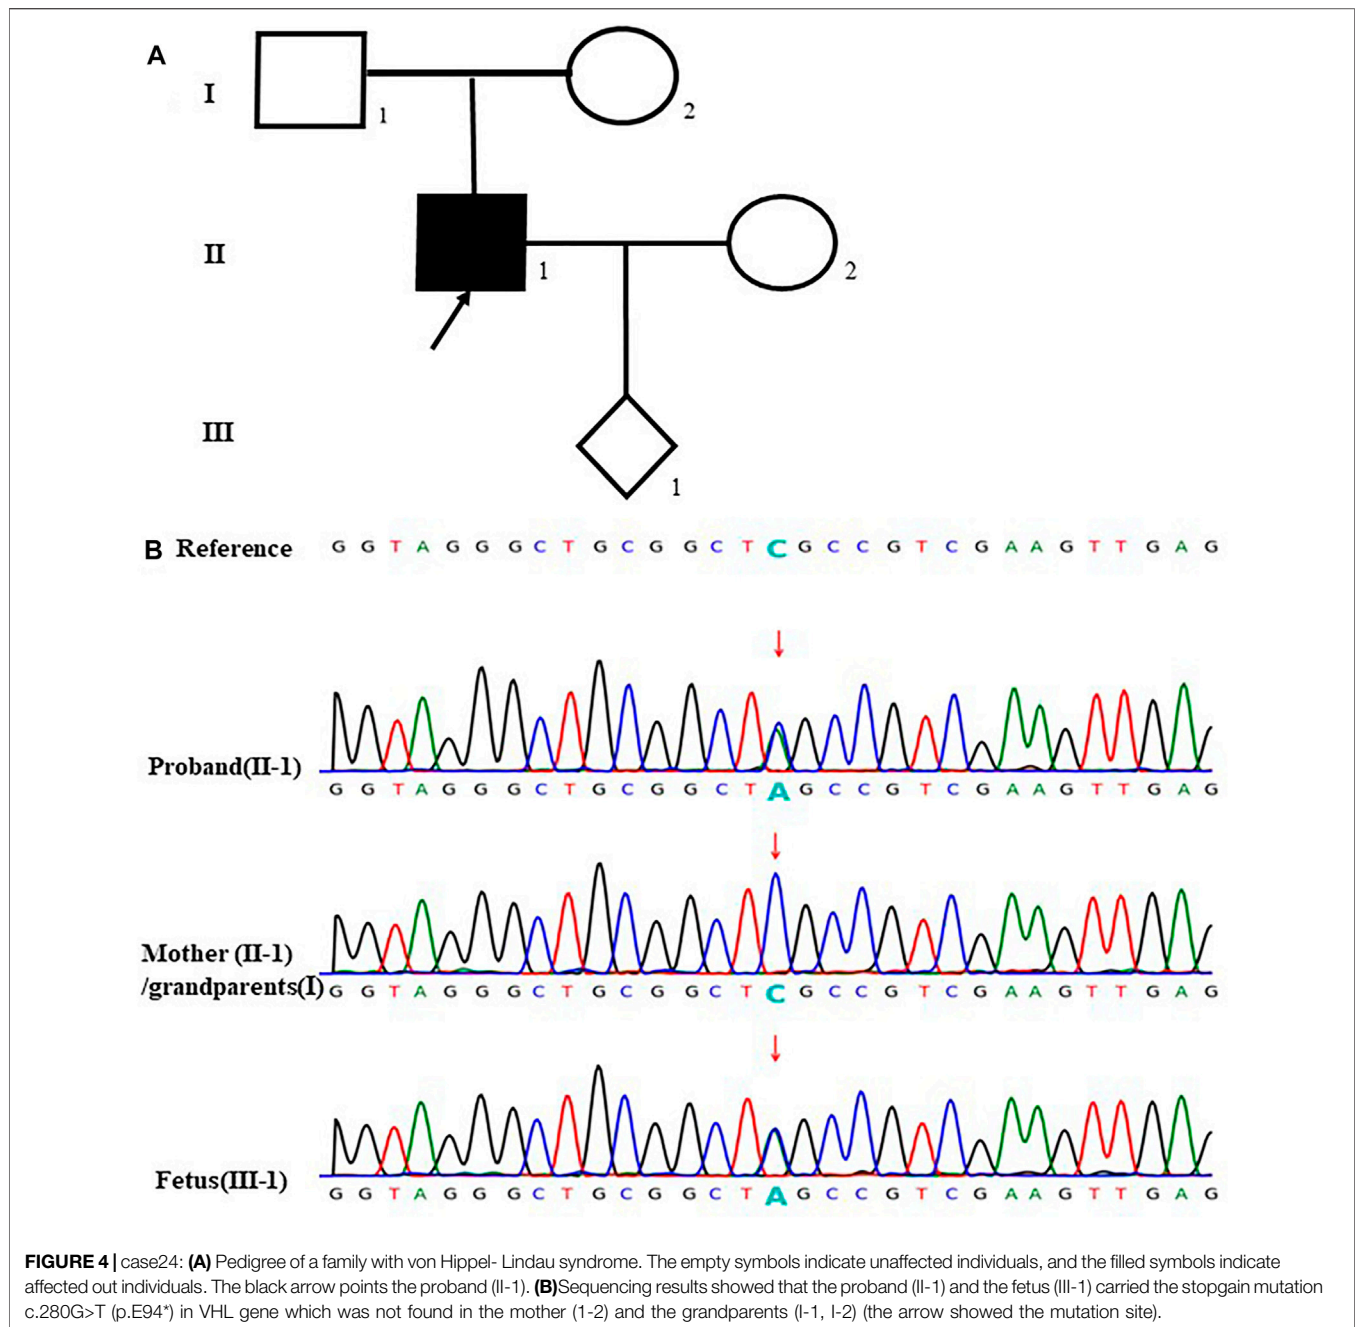 A
I
1
2
II
1
2
III
1
B Reference G G T A G G G C T G C G G C T C G C C G T C G A A G T T G A G
Proband(II-1)
G G T A G G G C T G C G G C T A G C C G T C G A A G T T G A G
Mother (II-1)
/grandparents(I) G G T A G G G C T G C G G C T C G C C G T C G A A G T T G A G
Fetus(III-1)
G G T A G G G C T G C G G C T A G C C G T C G A A G T T G A G
FIGURE 4 | case24: (A) Pedigree of a family with von Hippel- Lindau syndrome. The empty symbols indicate unaffected individuals, and the filled symbols indicate
affected out individuals. The black arrow points the proband (II-1). (B)Sequencing results showed that the proband (II-1) and the fetus (III-1) carried the stopgain mutation
c.280G>T (p.E94*) in VHL gene which was not found in the mother (1-2) and the grandparents (I-1, I-2) (the arrow showed the mutation site).